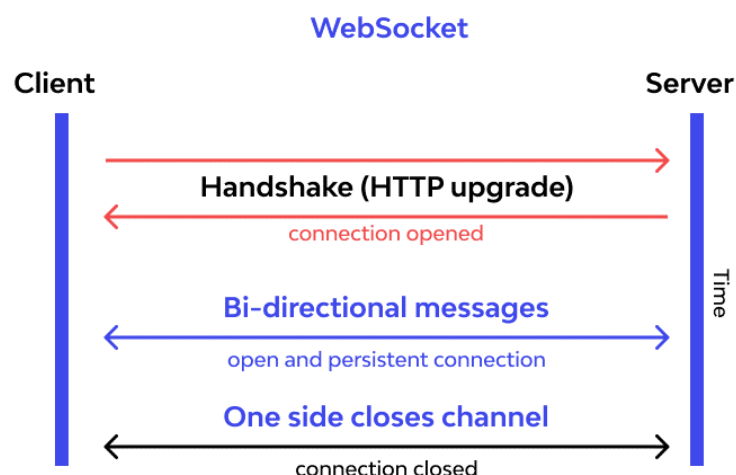 WebSocket
Client
Server
Handshake (HTTP upgrade)
connection opened
Time
Bi-directional messages
open and persistent connection
One side closes channel
connection closed